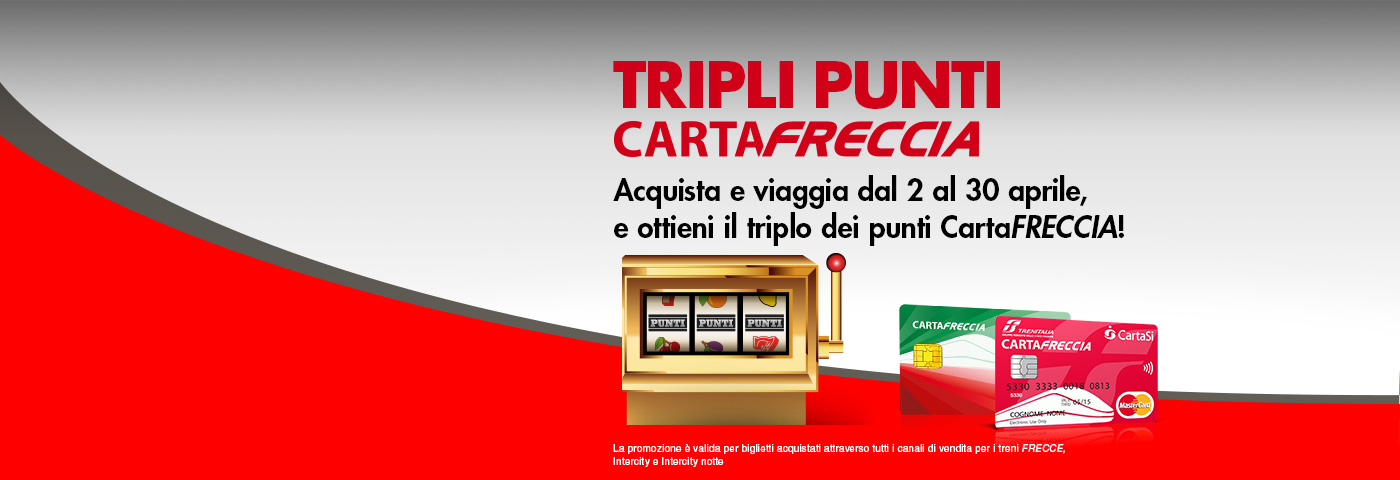 TRIPLI PUNTI
CARTAFRECCIA
Acquista e viaggia dal 2 al 30 aprile,
e ottieni il triplo dei punti CartaFRECCIA!
PUNTI PUNTI PUNTI
CARTAFRECCIA
TRENITALIA
CartaSi
CARTAFRECCIA
5330 3333 0018 0813
5330
05/15
COGNOME NOME
Electronic Use Only
MasterCard
La promozione è valida per biglietti acquistati attraverso tutti i canali di vendita per i treni FRECCE,
Intercity e Intercity notte